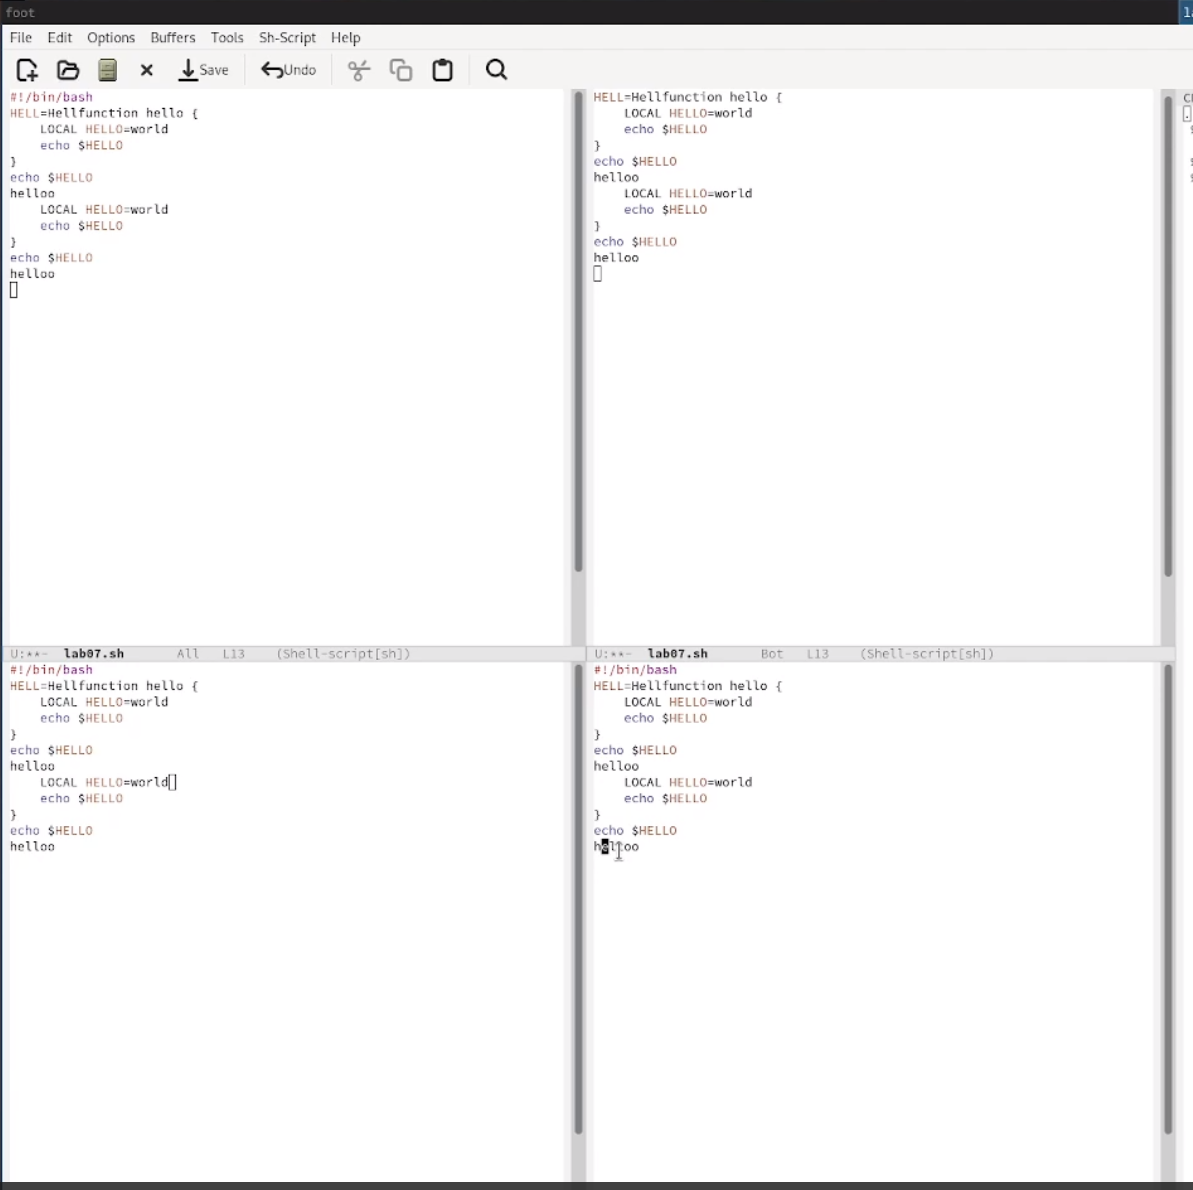 foot
File Edit Options Buffers Tools Sh-Script Help
Save Undo
#!/bin/bash
HELL=Hellfunction hello {
    LOCAL HELLO=world
    echo $HELLO
}
echo $HELLO
helloo
    LOCAL HELLO=world
    echo $HELLO
}
echo $HELLO
helloo
U:**- lab07.sh All L13 (Shell-script[sh])
HELL=Hellfunction hello {
    LOCAL HELLO=world
    echo $HELLO
}
echo $HELLO
helloo
    LOCAL HELLO=world
    echo $HELLO
}
echo $HELLO
helloo
U:**- lab07.sh Bot L13 (Shell-script[sh])
#!/bin/bash
HELL=Hellfunction hello {
    LOCAL HELLO=world
    echo $HELLO
}
echo $HELLO
helloo
    LOCAL HELLO=world
    echo $HELLO
}
echo $HELLO
helloo
#!/bin/bash
HELL=Hellfunction hello {
    LOCAL HELLO=world
    echo $HELLO
}
echo $HELLO
helloo
    LOCAL HELLO=world
    echo $HELLO
}
echo $HELLO
helloo